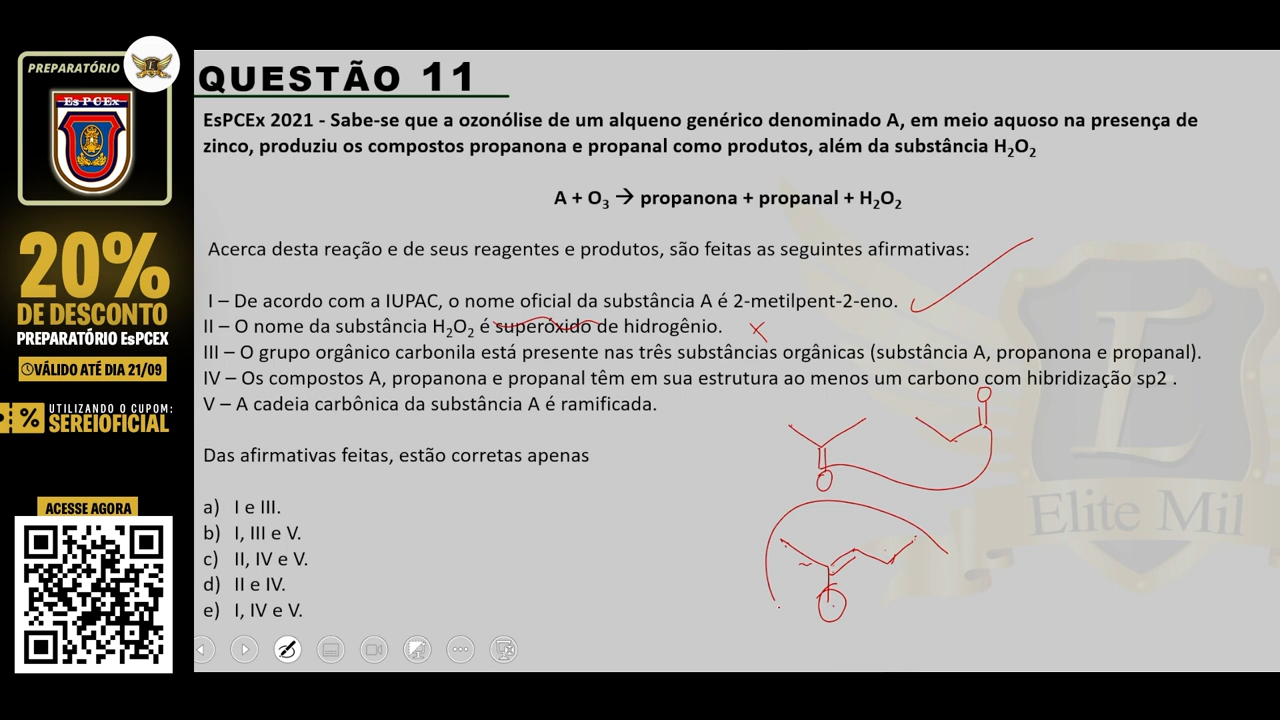 PREPARATÓRIO
Es P C Ex
20%
DE DESCONTO
PREPARATÓRIO EsPCEX
VÁLIDO ATÉ DIA 21/09
%
UTILIZANDO O CUPOM:
SEREIOFICIAL
ACESSE AGORA
QUESTÃO 11
EsPCEx 2021 - Sabe-se que a ozonólise de um alqueno genérico denominado A, em meio aquoso na presença de
zinco, produziu os compostos propanona e propanal como produtos, além da substância H₂O₂
A + O₃ → propanona + propanal + H₂O₂
Acerca desta reação e de seus reagentes e produtos, são feitas as seguintes afirmativas:
I – De acordo com a IUPAC, o nome oficial da substância A é 2-metilpent-2-eno.
II – O nome da substância H₂O₂ é superóxido de hidrogênio.
III – O grupo orgânico carbonila está presente nas três substâncias orgânicas (substância A, propanona e propanal).
IV – Os compostos A, propanona e propanal têm em sua estrutura ao menos um carbono com hibridização sp2 .
V – A cadeia carbônica da substância A é ramificada.
O
O
O
Das afirmativas feitas, estão corretas apenas
a) I e III.
b) I, III e V.
c) II, IV e V.
d) II e IV.
e) I, IV e V.
Elite Mil